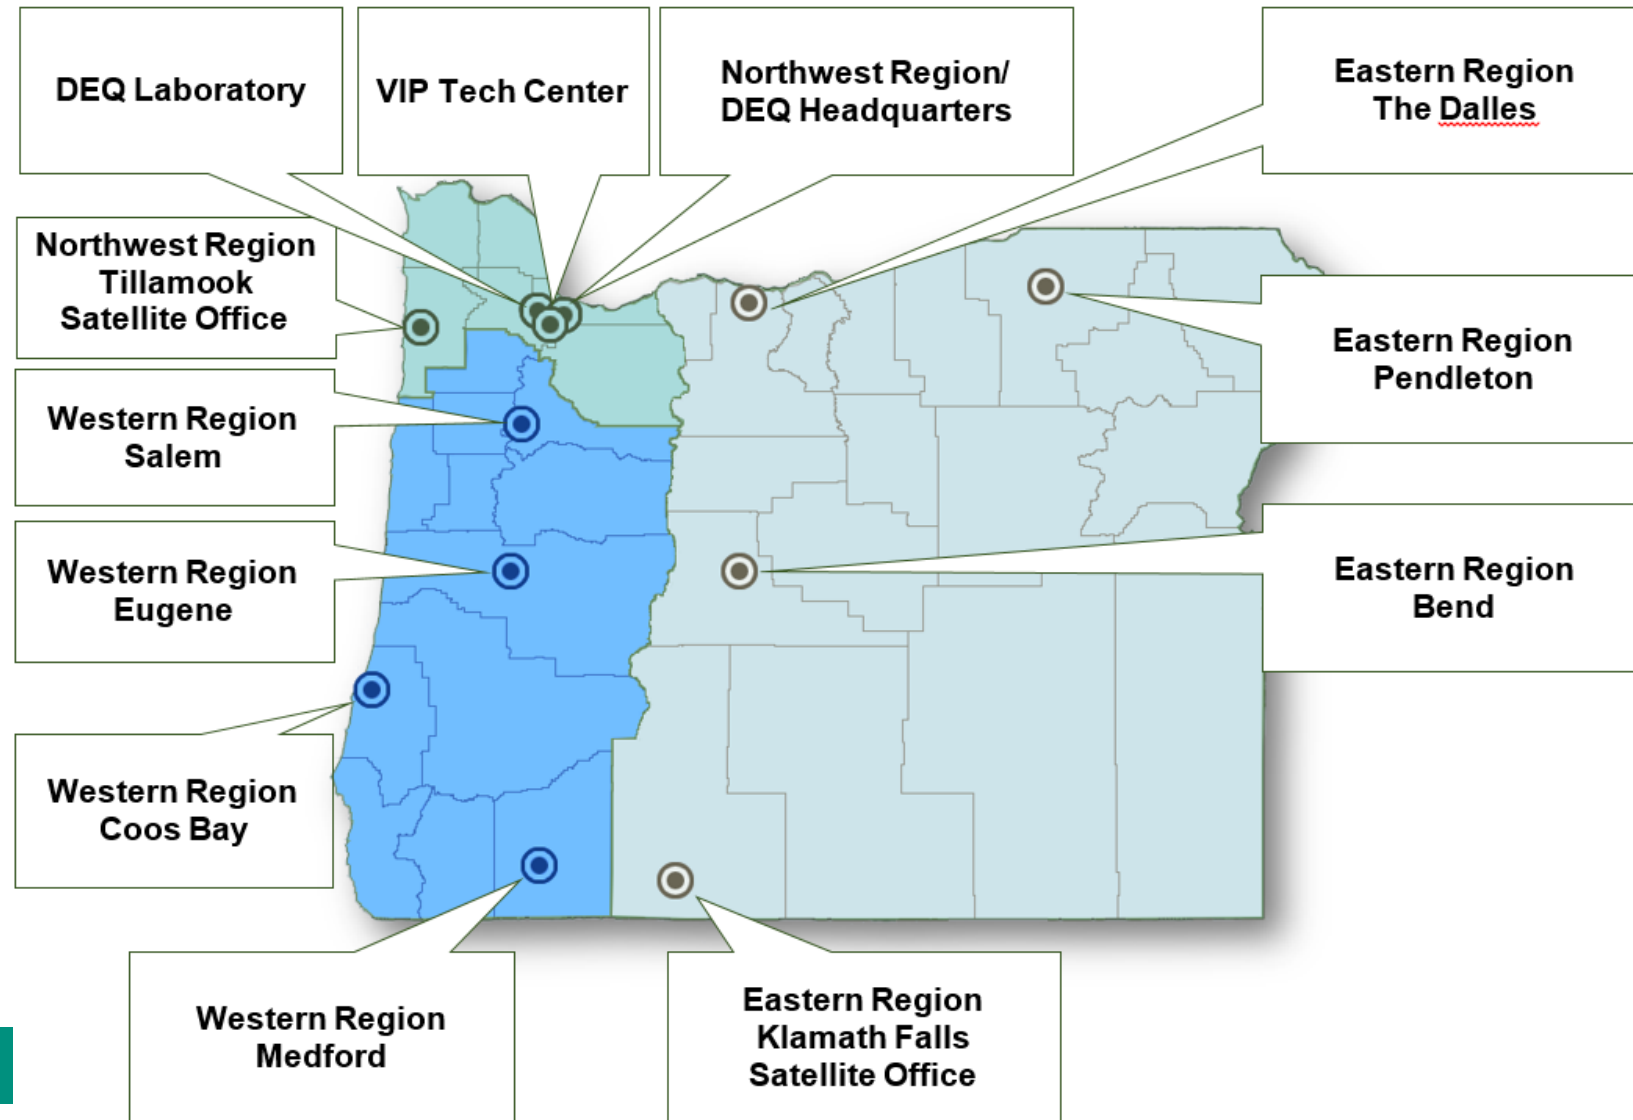 DEQ Laboratory
VIP Tech Center
Northwest Region/
DEQ Headquarters
Eastern Region
The Dalles
Northwest Region
Tillamook
Satellite Office
Eastern Region
Pendleton
Western Region
Salem
Western Region
Eugene
Eastern Region
Bend
Western Region
Coos Bay
Western Region
Medford
Eastern Region
Klamath Falls
Satellite Office